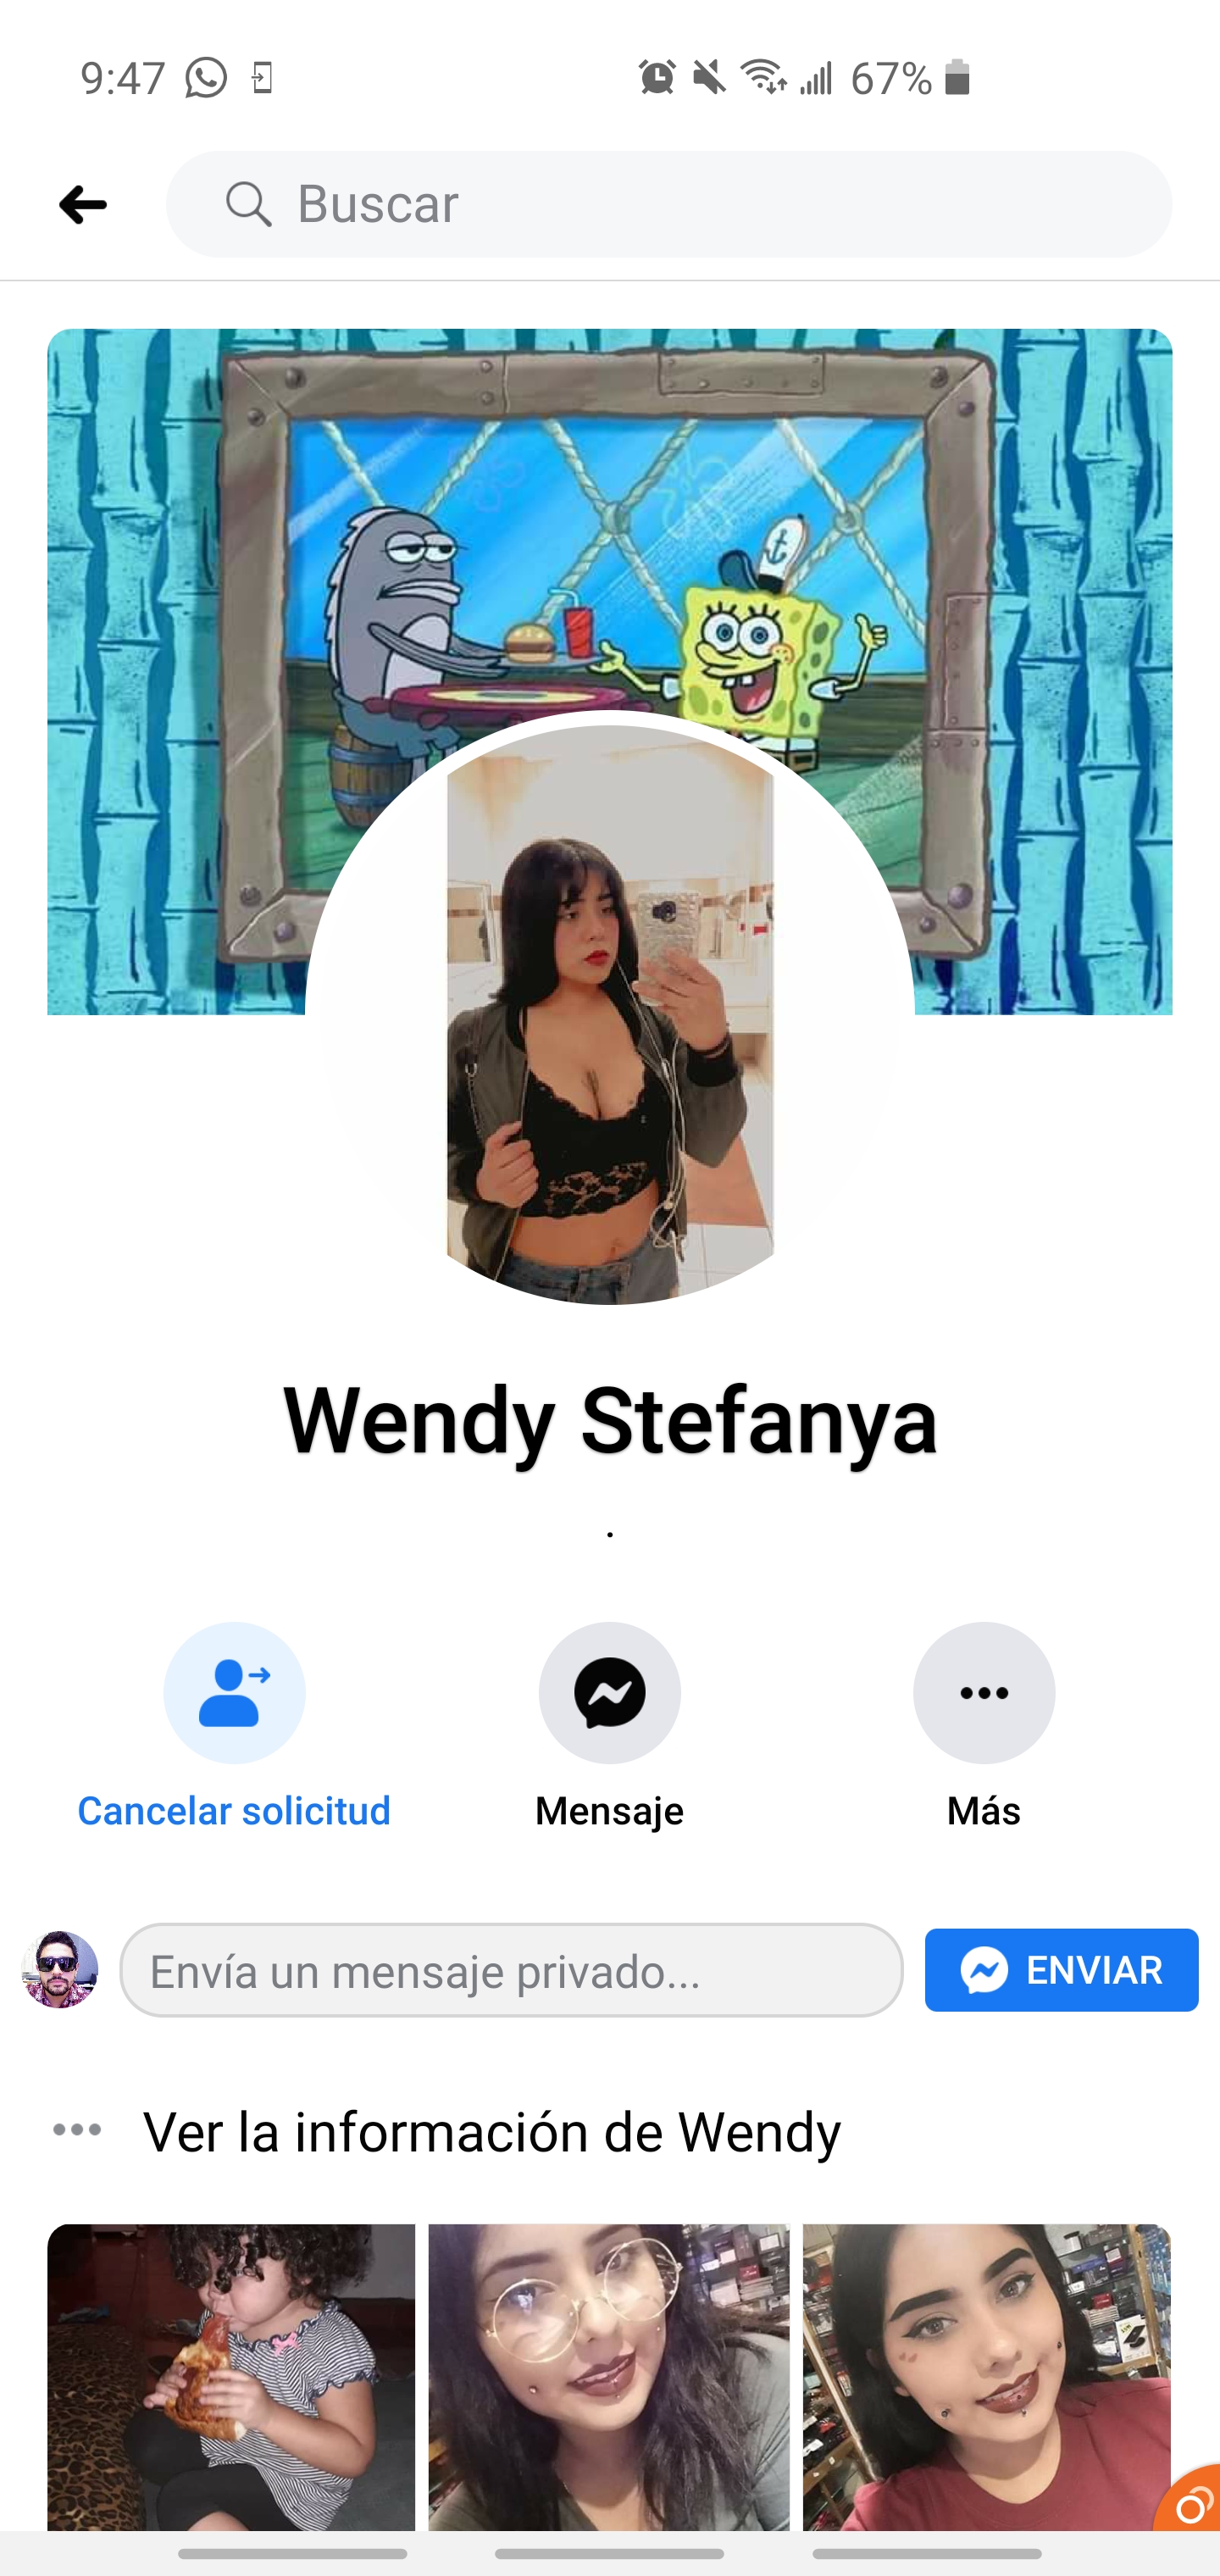 9:47 67%
Buscar
Wendy Stefanya
.
Cancelar solicitud Mensaje Más
Envía un mensaje privado... ENVIAR
Ver la información de Wendy